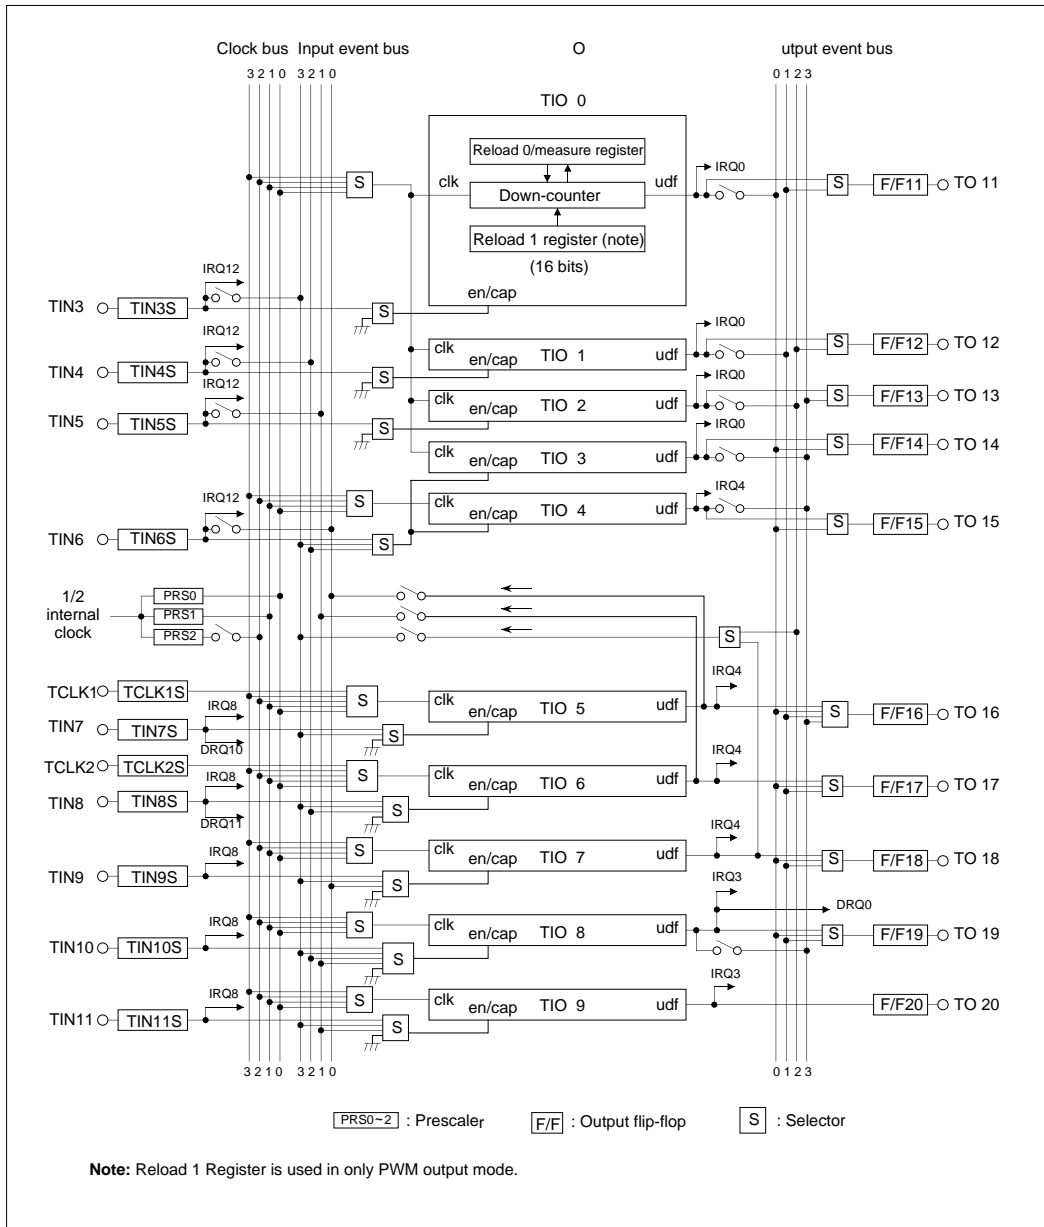 Clock bus Input event bus O utput event bus
3 2 1 0 3 2 1 0 0 1 2 3
TIO 0
Reload 0/measure register
IRQ0
S clk Down-counter udf S F/F11 TO 11
Reload 1 register (note)
(16 bits)
IRQ12
en/cap
TIN3 TIN3S S
IRQ0
IRQ12 clk TIO 1 udf S F/F12 TO 12
TIN4 TIN4S S en/cap
IRQ0
IRQ12 clk TIO 2 udf S F/F13 TO 13
TIN5 TIN5S S en/cap
IRQ0
clk TIO 3 udf S F/F14 TO 14
en/cap
IRQ12 IRQ4
S clk TIO 4 udf
en/cap S F/F15 TO 15
TIN6 TIN6S S
1/2 internal clock
PRS0
PRS1
PRS2 S
TCLK1 TCLK1S S clk TIO 5 udf IRQ4
IRQ8 S F/F16 TO 16
TIN7 TIN7S S en/cap
DRQ10
TCLK2 TCLK2S S clk TIO 6 udf IRQ4
IRQ8 S F/F17 TO 17
TIN8 TIN8S S en/cap
DRQ11
IRQ4
IRQ8 S clk TIO 7 udf S F/F18 TO 18
TIN9 TIN9S S en/cap
IRQ3
DRQ0
IRQ8 S clk TIO 8 udf S F/F19 TO 19
TIN10 TIN10S S en/cap
IRQ3
IRQ8 S clk TIO 9 udf F/F20 TO 20
TIN11 TIN11S S en/cap
3 2 1 0 3 2 1 0 0 1 2 3
PRS0~2 : Prescaler F/F : Output flip-flop S : Selector
Note: Reload 1 Register is used in only PWM output mode.